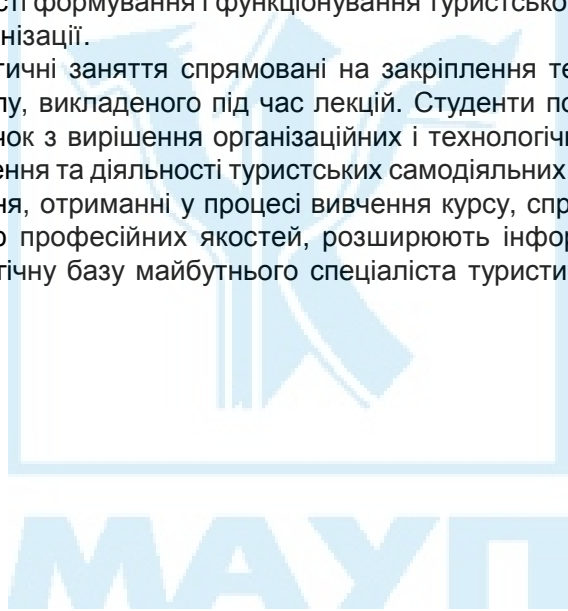 сті формування і функціонування туристсько
нізації.
тичні заняття спрямовані на закріплення те
лу, викладеного під час лекцій. Студенти по
чок з вирішення організаційних і технологічн
ення та діяльності туристських самодіяльних
ня, отриманні у процесі вивчення курсу, спр
ю професійних якостей, розширюють інфор
гічну базу майбутнього спеціаліста туристи
МАУП